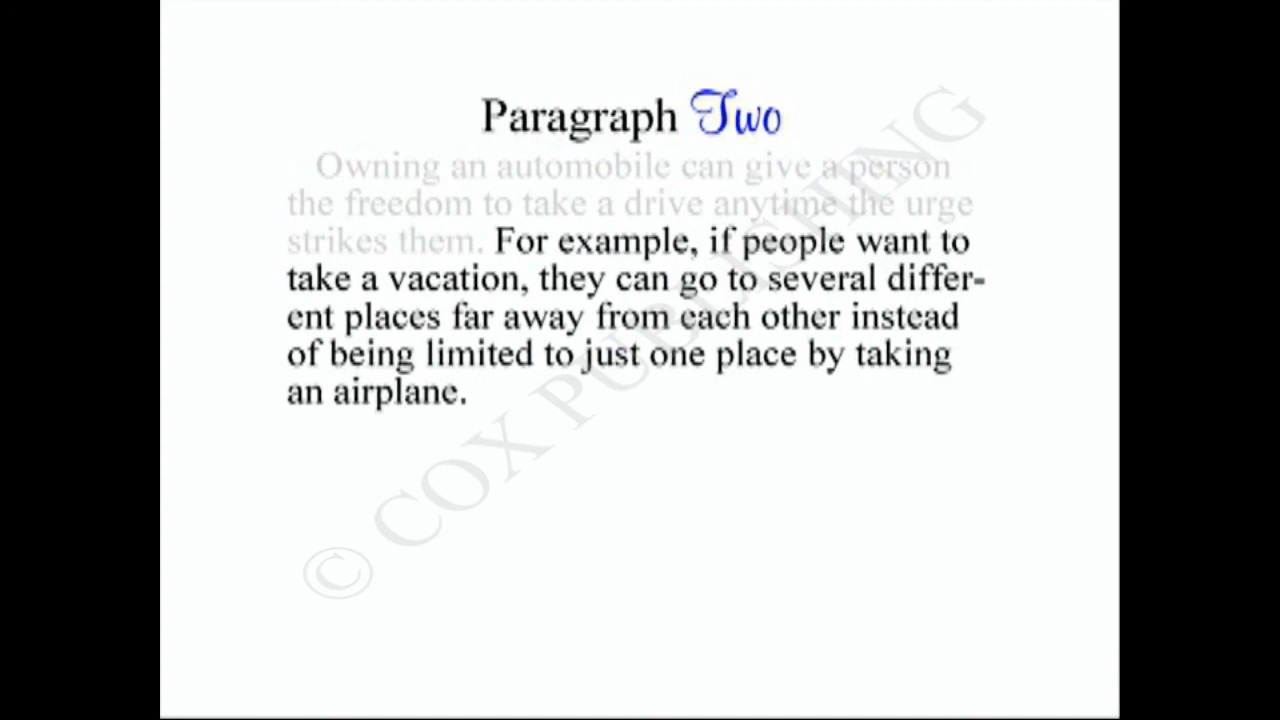 Paragraph Two
Owning an automobile can give a person
the freedom to take a drive anytime the urge
strikes them. For example, if people want to
take a vacation, they can go to several differ-
ent places far away from each other instead
of being limited to just one place by taking
an airplane.
© COX PUBLICHING